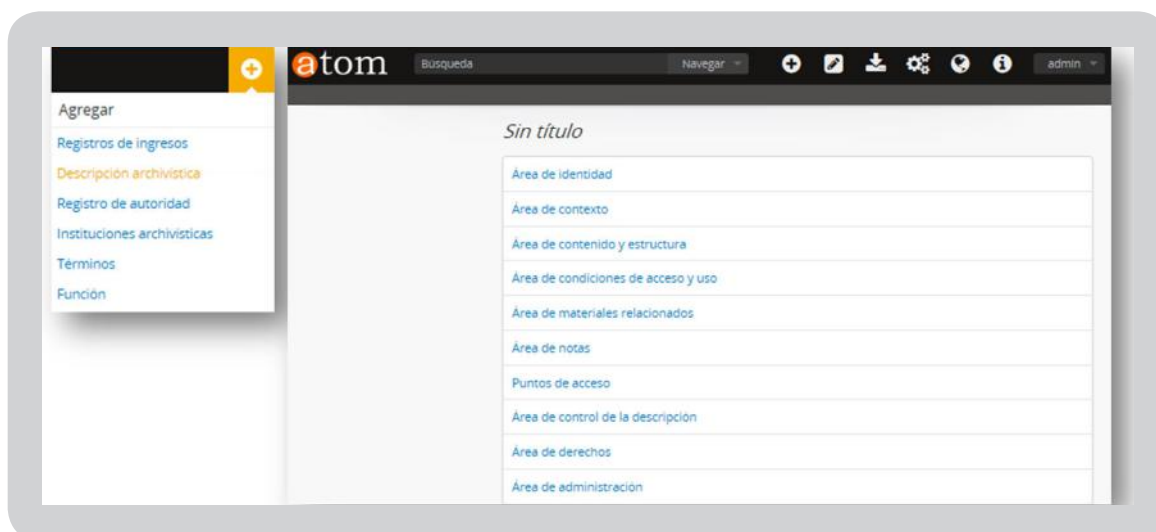 Agregar
Registros de ingresos
Descripción archivística
Registro de autoridad
Instituciones archivísticas
Términos
Función
atom
Búsqueda
Navegar
admin
Sin título
Área de identidad
Área de contexto
Área de contenido y estructura
Área de condiciones de acceso y uso
Área de materiales relacionados
Área de notas
Puntos de acceso
Área de control de la descripción
Área de derechos
Área de administración